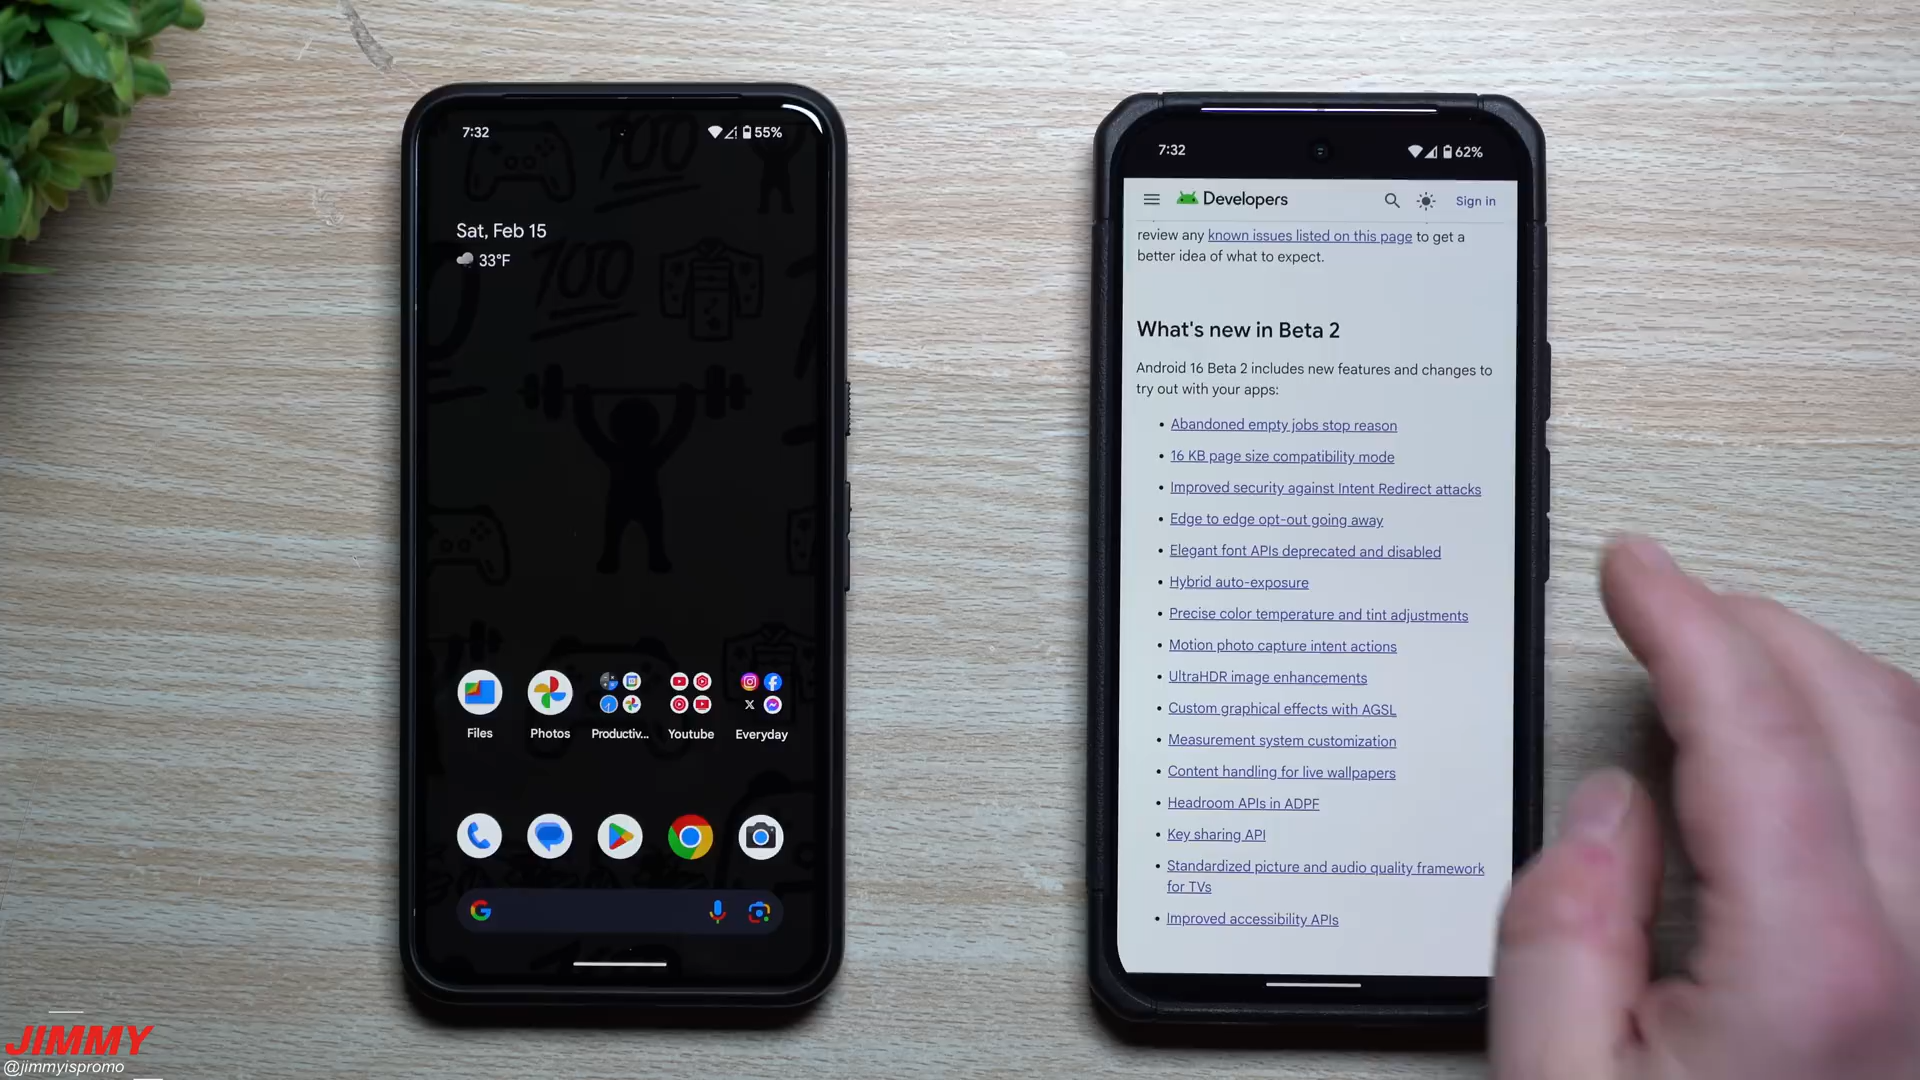 7:32
55%
Sat, Feb 15
33°F
Files
Photos
Productiv...
Youtube
Everyday
7:32
62%
Developers
Sign in
review any known issues listed on this page to get a
better idea of what to expect.
What's new in Beta 2
Android 16 Beta 2 includes new features and changes to
try out with your apps:
• Abandoned empty jobs stop reason
• 16 KB page size compatibility mode
• Improved security against Intent Redirect attacks
• Edge to edge opt-out going away
• Elegant font APIs deprecated and disabled
• Hybrid auto-exposure
• Precise color temperature and tint adjustments
• Motion photo capture intent actions
• UltraHDR image enhancements
• Custom graphical effects with AGSL
• Measurement system customization
• Content handling for live wallpapers
• Headroom APIs in ADPF
• Key sharing API
• Standardized picture and audio quality framework
for TVs
• Improved accessibility APIs
100
100
JIMMY
@jimmyispromo